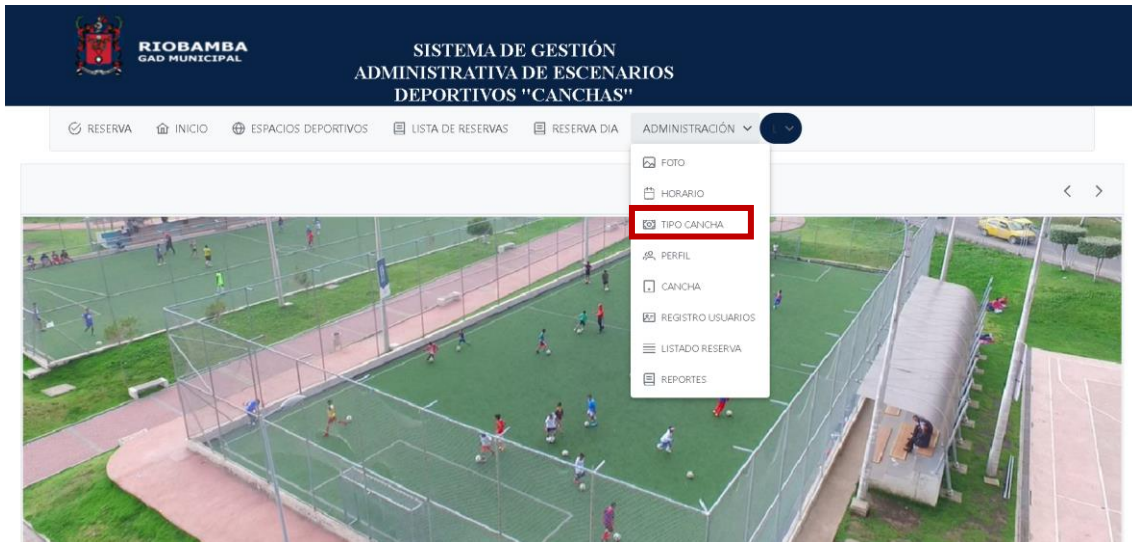 RIOBAMBA
GAD MUNICIPAL
SISTEMA DE GESTIÓN
ADMINISTRATIVA DE ESCENARIOS
DEPORTIVOS "CANCHAS"
RESERVA INICIO ESPACIOS DEPORTIVOS LISTA DE RESERVAS RESERVA DIA ADMINISTRACIÓN
FOTO
HORARIO
TIPO CANCHA
PERFIL
CANCHA
REGISTRO USUARIOS
LISTADO RESERVA
REPORTES